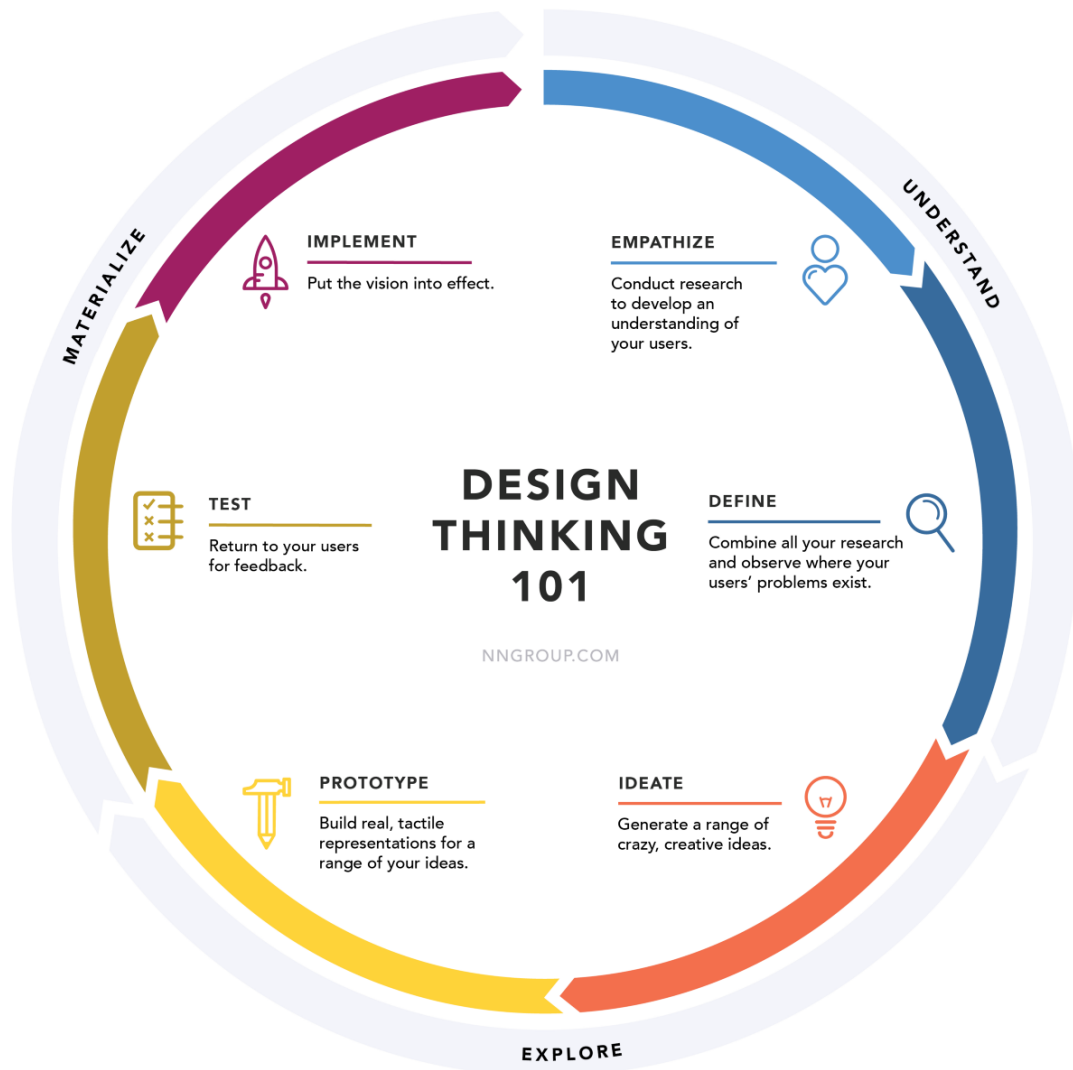 DESIGN
THINKING
101
NNGROUP.COM
UNDERSTAND
EMPATHIZE
Conduct research
to develop an
understanding of
your users.
DEFINE
Combine all your research
and observe where your
users’ problems exist.
EXPLORE
IDEATE
Generate a range of
crazy, creative ideas.
PROTOTYPE
Build real, tactile
representations for a
range of your ideas.
MATERIALIZE
TEST
Return to your users
for feedback.
IMPLEMENT
Put the vision into effect.